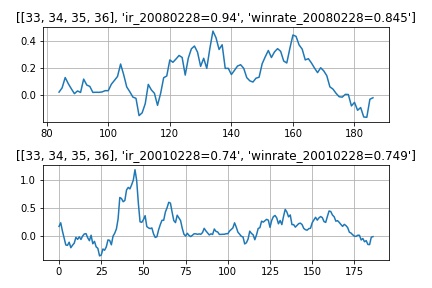 [[33, 34, 35, 36], 'ir_20080228=0.94', 'winrate_20080228=0.845']
0.4
0.2
0.0
80 100 120 140 160 180
[[33, 34, 35, 36], 'ir_20010228=0.74', 'winrate_20010228=0.749']
1.0
0.5
0.0
0 25 50 75 100 125 150 175